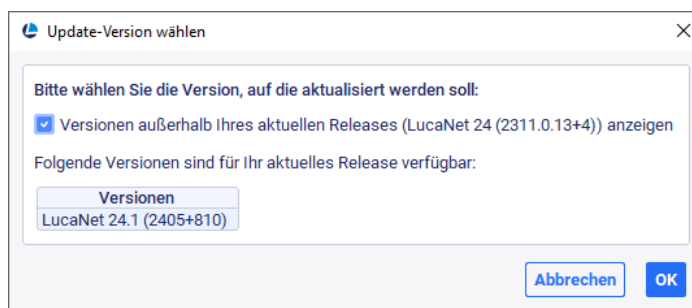 Update-Version wählen
Bitte wählen Sie die Version, auf die aktualisiert werden soll:
Versionen außerhalb Ihres aktuellen Releases (LucaNet 24 (2311.0.13+4)) anzeigen
Folgende Versionen sind für Ihr aktuelles Release verfügbar:
Versionen
LucaNet 24.1 (2405+810)
Abbrechen OK